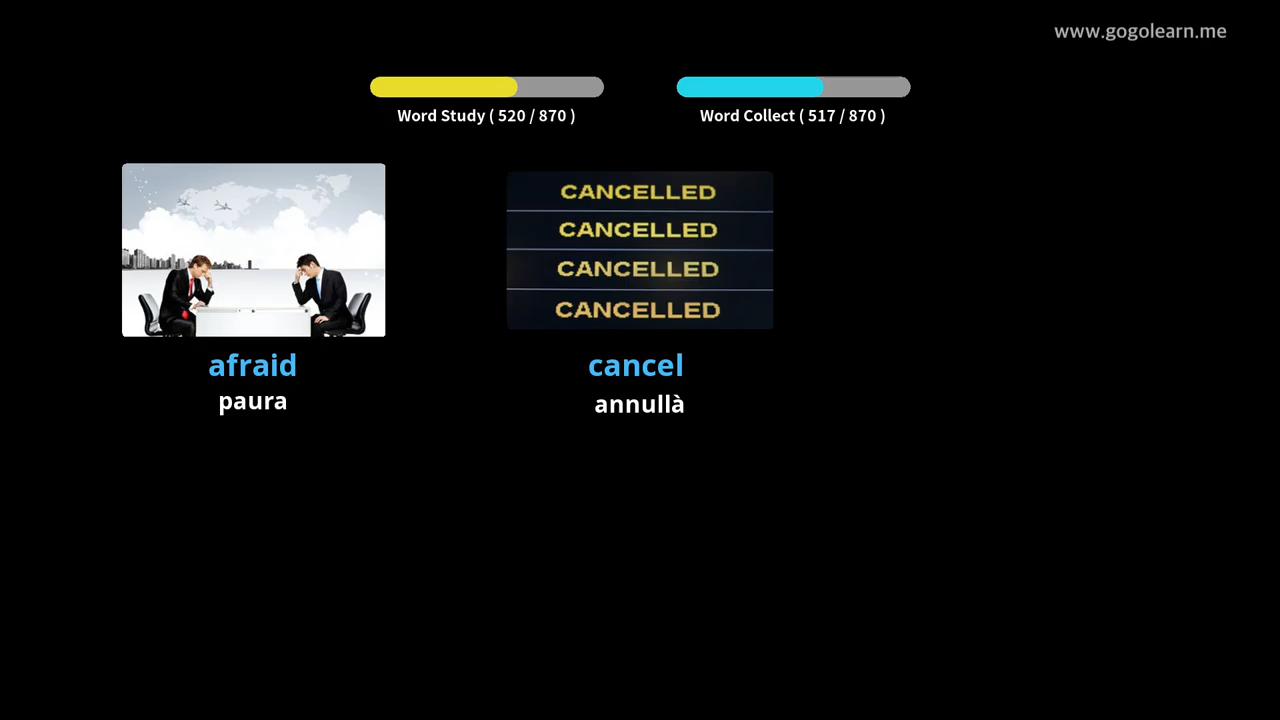 www.gogolearn.me
Word Study ( 520 / 870 )
Word Collect ( 517 / 870 )
CANCELLED
CANCELLED
CANCELLED
CANCELLED
afraid
cancel
paura
annullà